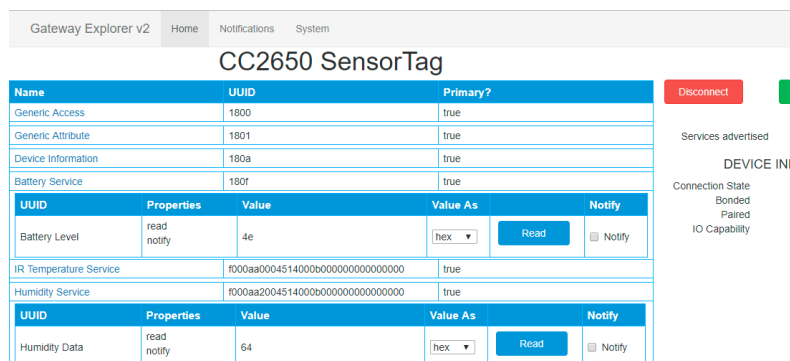 Gateway Explorer v2 Home Notifications System
CC2650 SensorTag
Name UUID Primary?
Disconnect
Generic Access 1800 true
Generic Attribute 1801 true
Services advertised
Device Information 180a true
DEVICE IN
Battery Service 180f true
Connection State
Bonded
Paired
IO Capability
UUID Properties Value Value As Notify
Battery Level read notify 4e hex Read Notify
IR Temperature Service f000aa0004514000b000000000000000 true
Humidity Service f000aa2004514000b000000000000000 true
UUID Properties Value Value As Notify
Humidity Data read notify 64 hex Read Notify